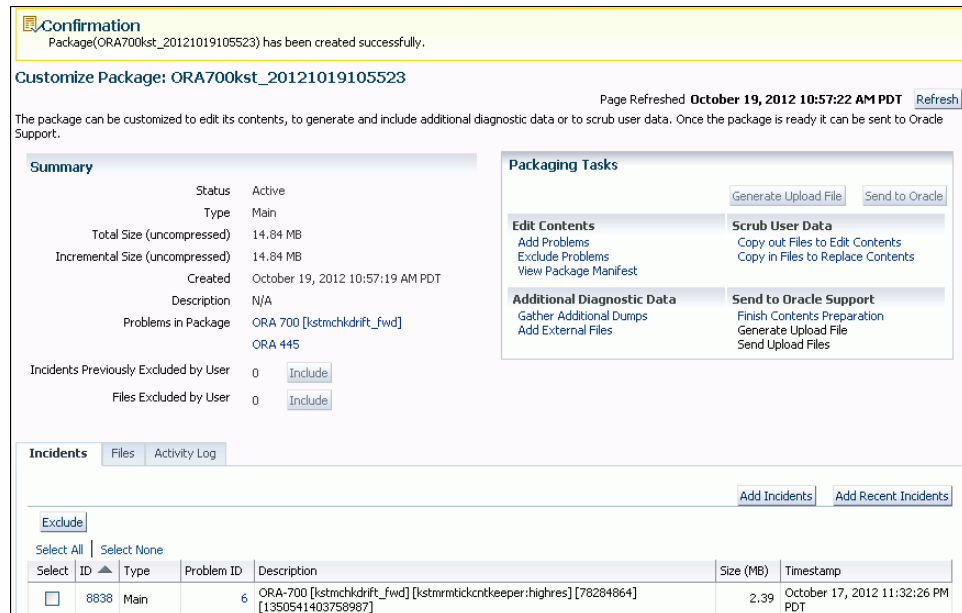 Confirmation
Package(ORA700kst_20121019105523) has been created successfully.
Customize Package: ORA700kst_20121019105523
Page Refreshed October 19, 2012 10:57:22 AM PDT Refresh
The package can be customized to edit its contents, to generate and include additional diagnostic data or to scrub user data. Once the package is ready it can be sent to Oracle
Support.
Summary
Status Active
Type Main
Total Size (uncompressed) 14.84 MB
Incremental Size (uncompressed) 14.84 MB
Created October 19, 2012 10:57:19 AM PDT
Description N/A
Problems in Package ORA 700 [kstmchkdrift_fwd]
ORA 445
Incidents Previously Excluded by User 0 Include
Files Excluded by User 0 Include
Packaging Tasks
Generate Upload File Send to Oracle
Edit Contents
Add Problems
Exclude Problems
View Package Manifest
Scrub User Data
Copy out Files to Edit Contents
Copy in Files to Replace Contents
Additional Diagnostic Data
Gather Additional Dumps
Add External Files
Send to Oracle Support
Finish Contents Preparation
Generate Upload File
Send Upload Files
Incidents Files Activity Log
Add Incidents Add Recent Incidents
Exclude
Select All | Select None
Select ID Type Problem ID Description Size (MB) Timestamp
8838 Main 6 ORA-700 [kstmchkdrift_fwd] [kstmrmtickcntkeeper:highres] [78284864] 2.39 October 17, 2012 11:32:26 PM
[1350541403758987] PDT